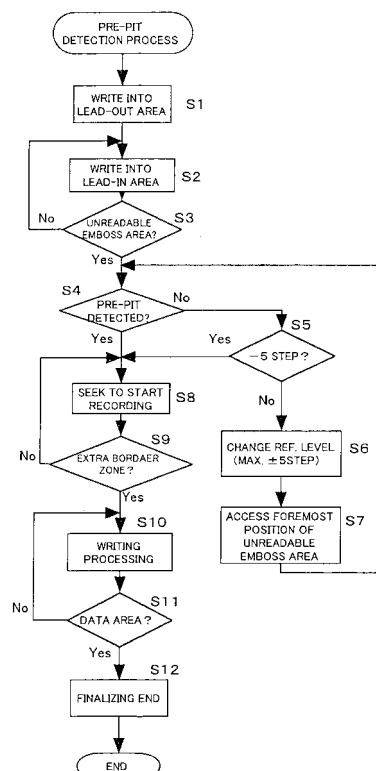 PRE-PIT
DETECTION PROCESS
WRITE INTO
LEAD-OUT AREA
S1
WRITE INTO
LEAD-IN AREA
S2
No
UNREADABLE
EMBOSS AREA?
S3
Yes
S4
PRE-PIT
DETECTED?
No
Yes
S5
Yes
-5 STEP?
No
SEEK TO START
RECORDING
S8
CHANGE REF. LEVEL
(MAX, ±5STEP)
S6
S9
No
EXTRA BORDAER
ZONE?
Yes
ACCESS FOREMOST
POSITION OF
UNREADABLE
EMBOSS AREA
S7
S10
WRITING
PROCESSING
S11
No
DATA AREA?
Yes
S12
FINALIZING END
END